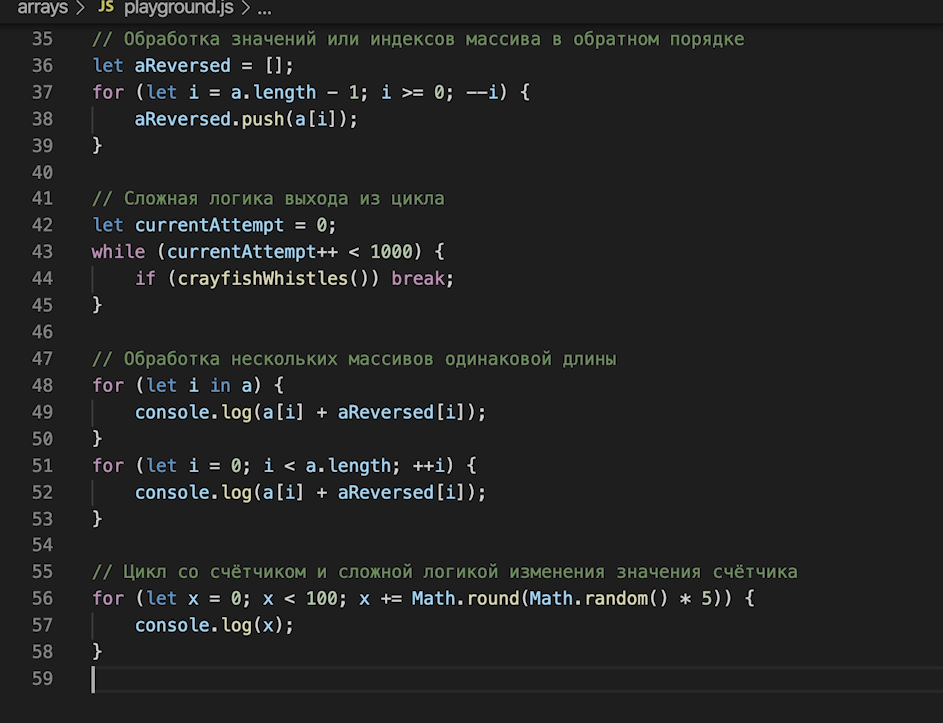 arrays > JS playground.js > ...
35 // Обработка значений или индексов массива в обратном порядке
36 let aReversed = [];
37 for (let i = a.length - 1; i >= 0; --i) {
38     aReversed.push(a[i]);
39 }
40
41 // Сложная логика выхода из цикла
42 let currentAttempt = 0;
43 while (currentAttempt++ < 1000) {
44     if (crayfishWhistles()) break;
45 }
46
47 // Обработка нескольких массивов одинаковой длины
48 for (let i in a) {
49     console.log(a[i] + aReversed[i]);
50 }
51 for (let i = 0; i < a.length; ++i) {
52     console.log(a[i] + aReversed[i]);
53 }
54
55 // Цикл со счётчиком и сложной логикой изменения значения счётчика
56 for (let x = 0; x < 100; x += Math.round(Math.random() * 5)) {
57     console.log(x);
58 }
59